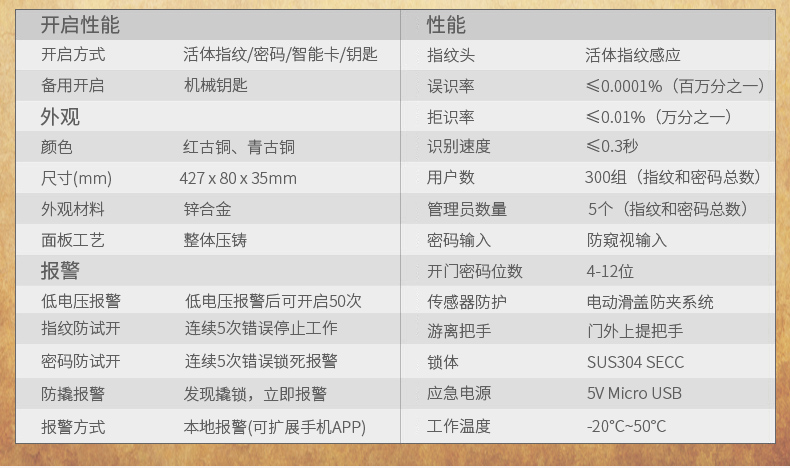 开启性能
开启方式 活体指纹/密码/智能卡/钥匙
备用开启 机械钥匙
外观
颜色 红古铜、青古铜
尺寸(mm) 427 x 80 x 35mm
外观材料 锌合金
面板工艺 整体压铸
报警
低电压报警 低电压报警后可开启50次
指纹防试开 连续5次错误停止工作
密码防试开 连续5次错误锁死报警
防撬报警 发现撬锁，立即报警
报警方式 本地报警(可扩展手机APP)
性能
指纹头 活体指纹感应
误识率 ≤0.0001%（百万分之一）
拒识率 ≤0.01%（万分之一）
识别速度 ≤0.3秒
用户数 300组（指纹和密码总数）
管理员数量 5个（指纹和密码总数）
密码输入 防窥视输入
开门密码位数 4-12位
传感器防护 电动滑盖防夹系统
游离把手 门外上提把手
锁体 SUS304 SECC
应急电源 5V Micro USB
工作温度 -20°C~50°C